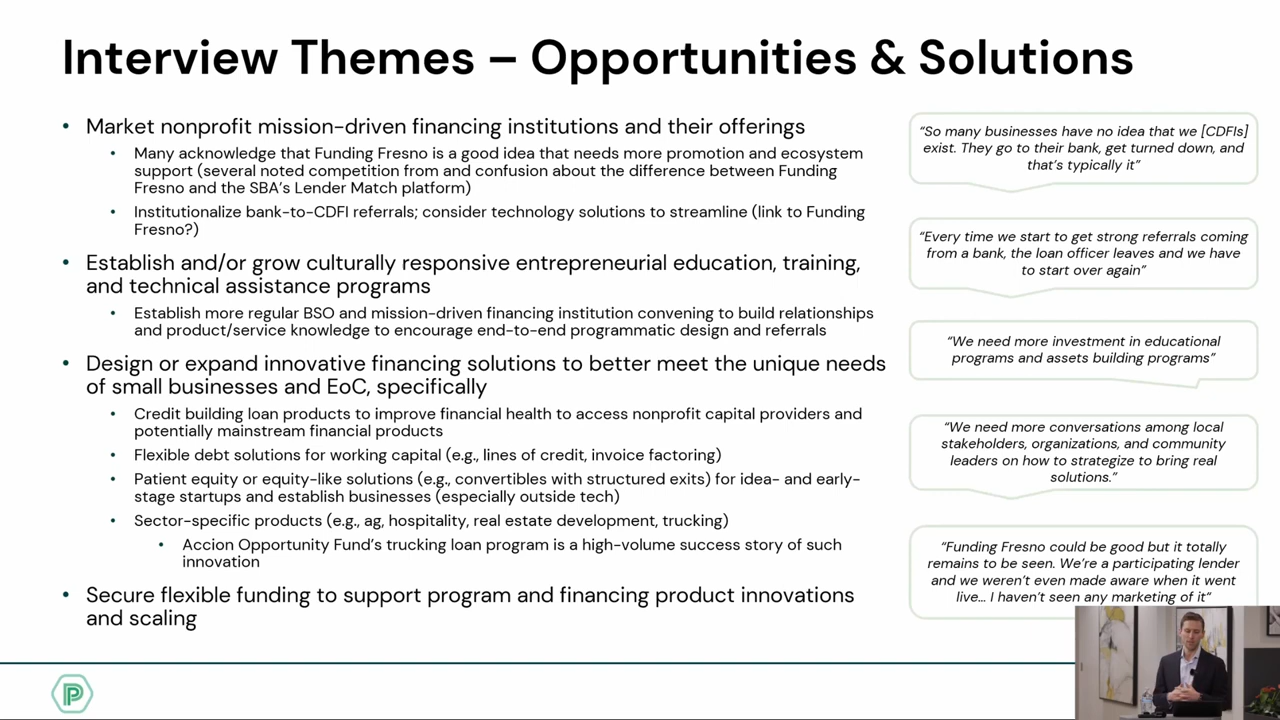 Interview Themes – Opportunities & Solutions
• Market nonprofit mission-driven financing institutions and their offerings
• Many acknowledge that Funding Fresno is a good idea that needs more promotion and ecosystem
support (several noted competition from and confusion about the difference between Funding
Fresno and the SBA's Lender Match platform)
• Institutionalize bank-to-CDFI referrals; consider technology solutions to streamline (link to Funding
Fresno?)
• Establish and/or grow culturally responsive entrepreneurial education, training,
and technical assistance programs
• Establish more regular BSO and mission-driven financing institution convening to build relationships
and product/service knowledge to encourage end-to-end programmatic design and referrals
• Design or expand innovative financing solutions to better meet the unique needs
of small businesses and EoC, specifically
• Credit building loan products to improve financial health to access nonprofit capital providers and
potentially mainstream financial products
• Flexible debt solutions for working capital (e.g., lines of credit, invoice factoring)
• Patient equity or equity-like solutions (e.g., convertibles with structured exits) for idea- and early-
stage startups and establish businesses (especially outside tech)
• Sector-specific products (e.g., ag, hospitality, real estate development, trucking)
• Accion Opportunity Fund's trucking loan program is a high-volume success story of such
innovation
• Secure flexible funding to support program and financing product innovations
and scaling
"So many businesses have no idea that we [CDFIs]
exist. They go to their bank, get turned down, and
that's typically it"
"Every time we start to get strong referrals coming
from a bank, the loan officer leaves and we have
to start over again"
"We need more investment in educational
programs and assets building programs"
"We need more conversations among local
stakeholders, organizations, and community
leaders on how to strategize to bring real
solutions."
"Funding Fresno could be good but it totally
remains to be seen. We're a participating lender
and we weren't even made aware when it went
live… I haven't seen any marketing of it"
P